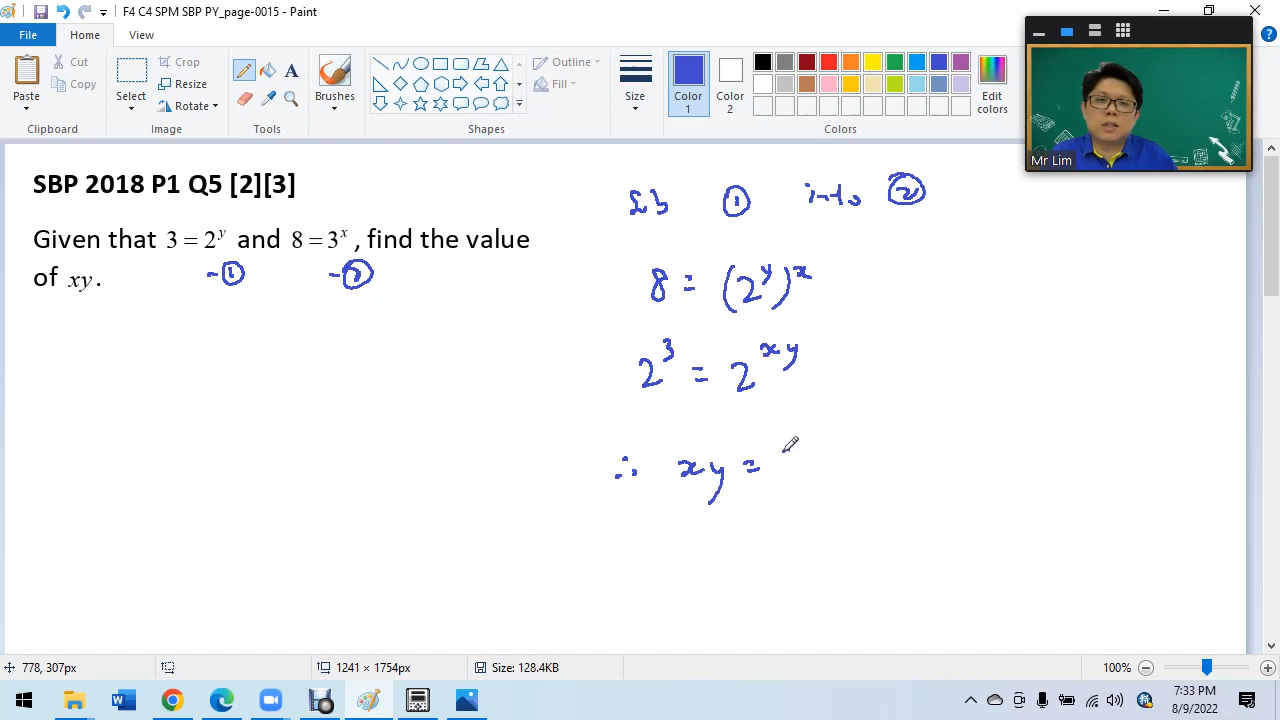 F4 C4 SPM SBP PY_page-0015 - Paint
File Home View
Paste Cut Copy Clipboard
Select Crop Rotate Image
Tools
Brushes
Shapes Outline Fill
Size
Color 1 Color 2 Edit colors Colors
Mr Lim
SBP 2018 P1 Q5 [2][3]
Given that 3 = 2^y and 8 = 3^x , find the value
of xy.
-① -②
① into ②
8 = (2^y)^x
2^3 = 2^xy
∴ xy =
778, 307px 1241 × 1754px Size: 128.4KB 100%
7:33 PM
8/9/2022